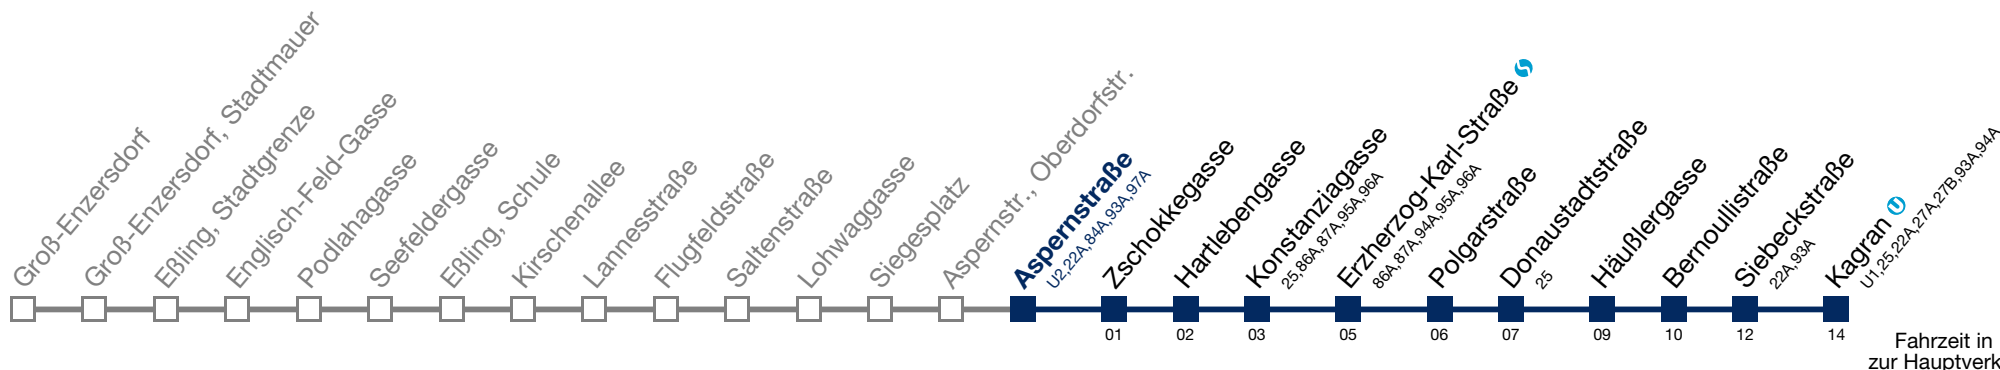 Groß-Enzersdorf
Groß-Enzersdorf, Stadtmauer
Eßling, Stadtgrenze
Englisch-Feld-Gasse
Podlahagasse
Seefeldergasse
Eßling, Schule
Kirschenallee
Lannesstraße
Flugfeldstraße
Saltenstraße
Lohwaggasse
Siegesplatz
Aspernstr., Oberdorfstr.
Aspernstraße
U2,22A,84A,93A,97A
Zschokkegasse
01
Hartlebengasse
02
Konstanziagasse
25,86A,87A,95A,96A
03
Erzherzog-Karl-Straße S
86A,87A,94A,95A,96A
05
Polgarstraße
06
Donaustadtstraße
25
07
Häußlergasse
09
Bernoullistraße
10
Siebeckstraße
22A,93A
12
Kagran U
U1,25,22A,27A,27B,93A,94A
14
Fahrzeit in
zur Hauptverk